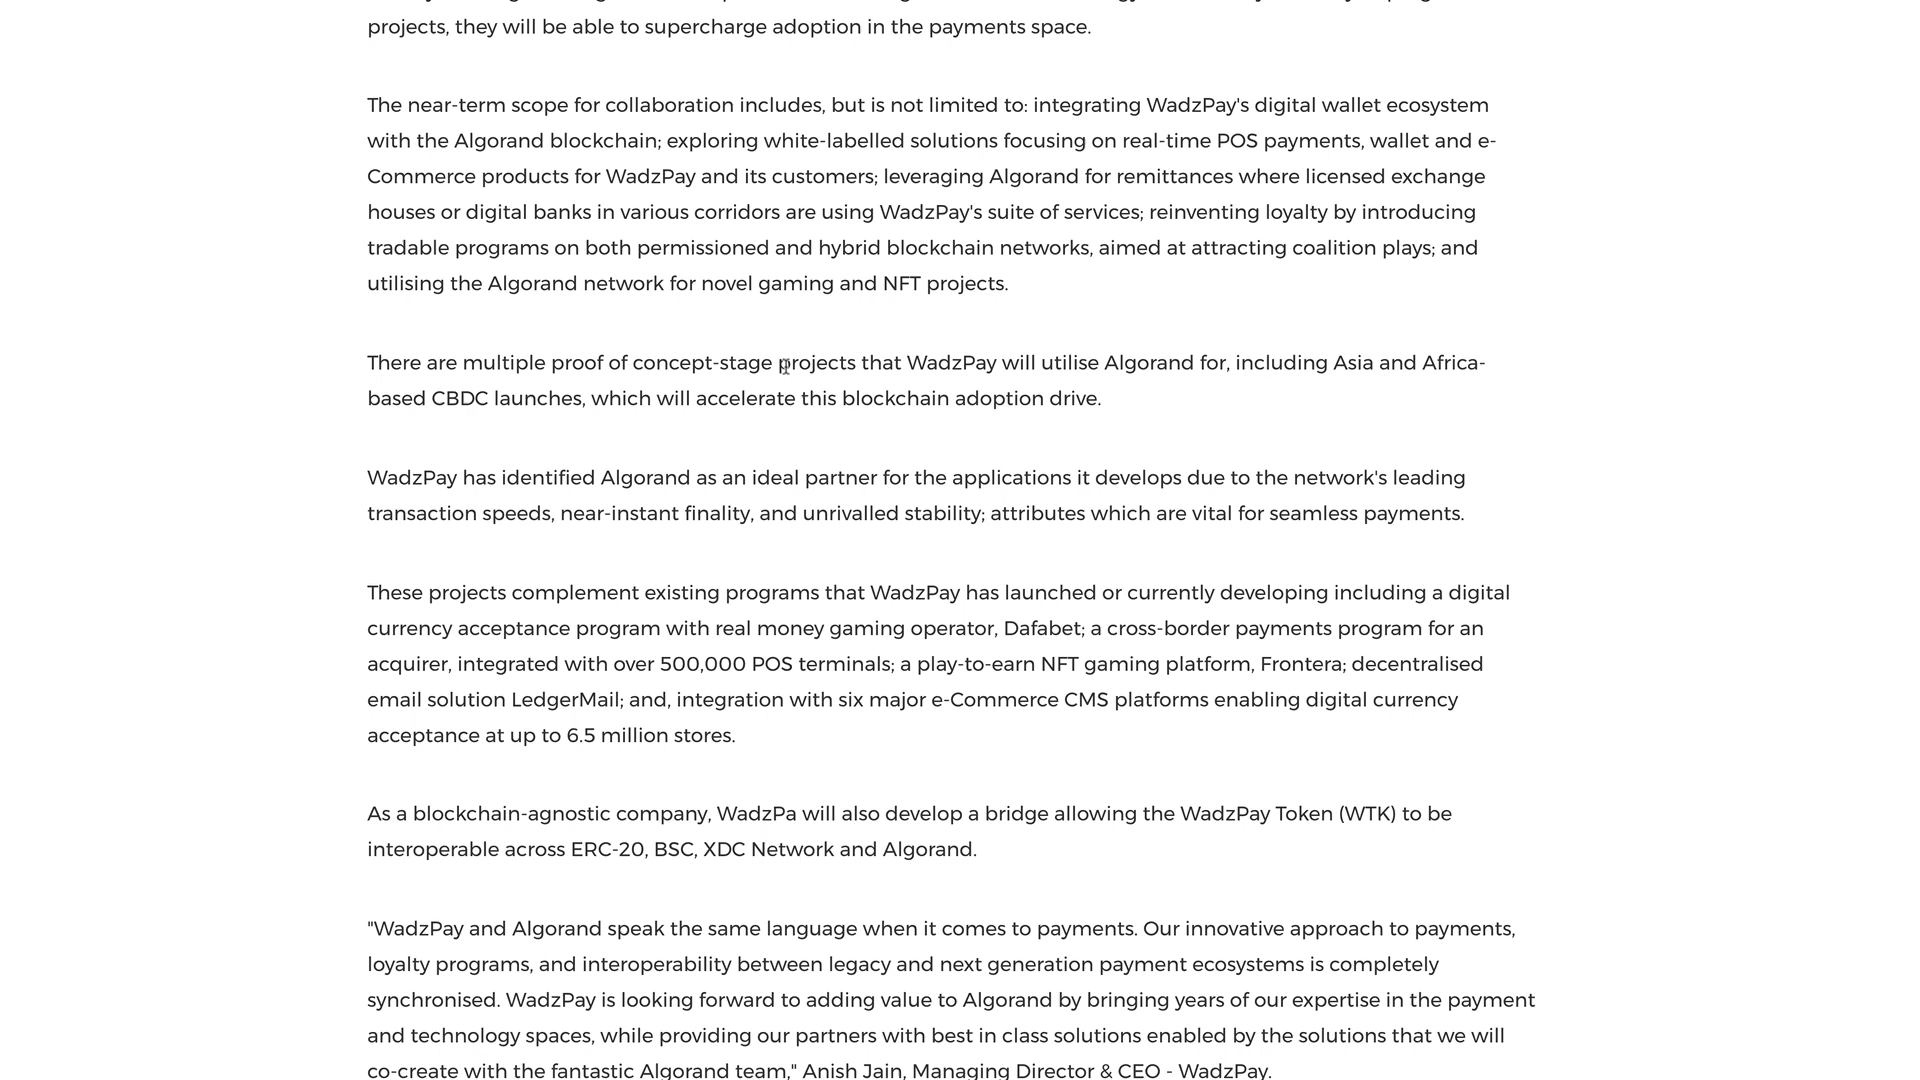 projects, they will be able to supercharge adoption in the payments space.
The near-term scope for collaboration includes, but is not limited to: integrating WadzPay's digital wallet ecosystem
with the Algorand blockchain; exploring white-labelled solutions focusing on real-time POS payments, wallet and e-
Commerce products for WadzPay and its customers; leveraging Algorand for remittances where licensed exchange
houses or digital banks in various corridors are using WadzPay's suite of services; reinventing loyalty by introducing
tradable programs on both permissioned and hybrid blockchain networks, aimed at attracting coalition plays; and
utilising the Algorand network for novel gaming and NFT projects.
There are multiple proof of concept-stage projects that WadzPay will utilise Algorand for, including Asia and Africa-
based CBDC launches, which will accelerate this blockchain adoption drive.
WadzPay has identified Algorand as an ideal partner for the applications it develops due to the network's leading
transaction speeds, near-instant finality, and unrivalled stability; attributes which are vital for seamless payments.
These projects complement existing programs that WadzPay has launched or currently developing including a digital
currency acceptance program with real money gaming operator, Dafabet; a cross-border payments program for an
acquirer, integrated with over 500,000 POS terminals; a play-to-earn NFT gaming platform, Frontera; decentralised
email solution LedgerMail; and, integration with six major e-Commerce CMS platforms enabling digital currency
acceptance at up to 6.5 million stores.
As a blockchain-agnostic company, WadzPa will also develop a bridge allowing the WadzPay Token (WTK) to be
interoperable across ERC-20, BSC, XDC Network and Algorand.
"WadzPay and Algorand speak the same language when it comes to payments. Our innovative approach to payments,
loyalty programs, and interoperability between legacy and next generation payment ecosystems is completely
synchronised. WadzPay is looking forward to adding value to Algorand by bringing years of our expertise in the payment
and technology spaces, while providing our partners with best in class solutions enabled by the solutions that we will
co-create with the fantastic Algorand team," Anish Jain, Managing Director & CEO - WadzPay.